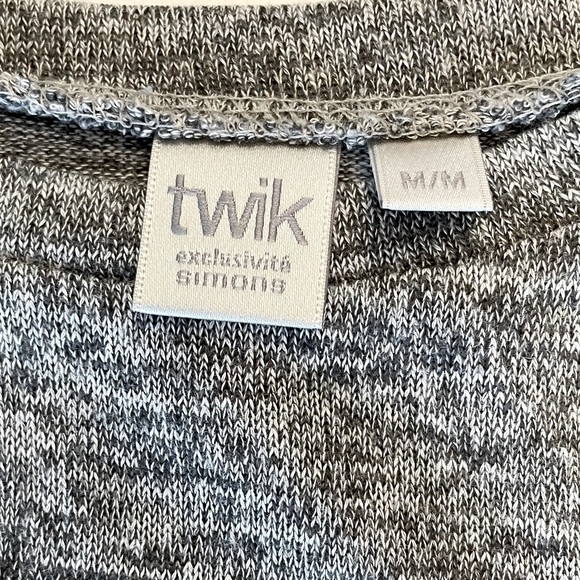 twik
exclusivité
simons
M/M